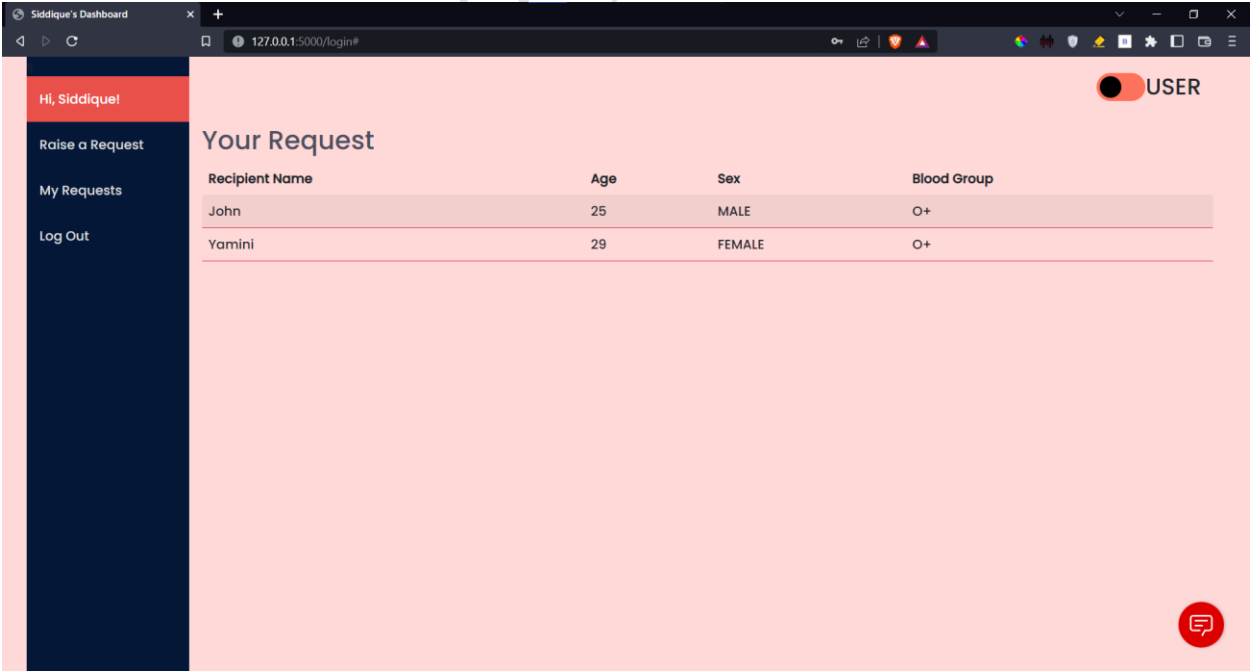 Siddique's Dashboard
127.0.0.1:5000/login#
USER
Hi, Siddique!
Raise a Request
My Requests
Log Out
Your Request
Recipient Name Age Sex Blood Group
John 25 MALE O+
Yamini 29 FEMALE O+